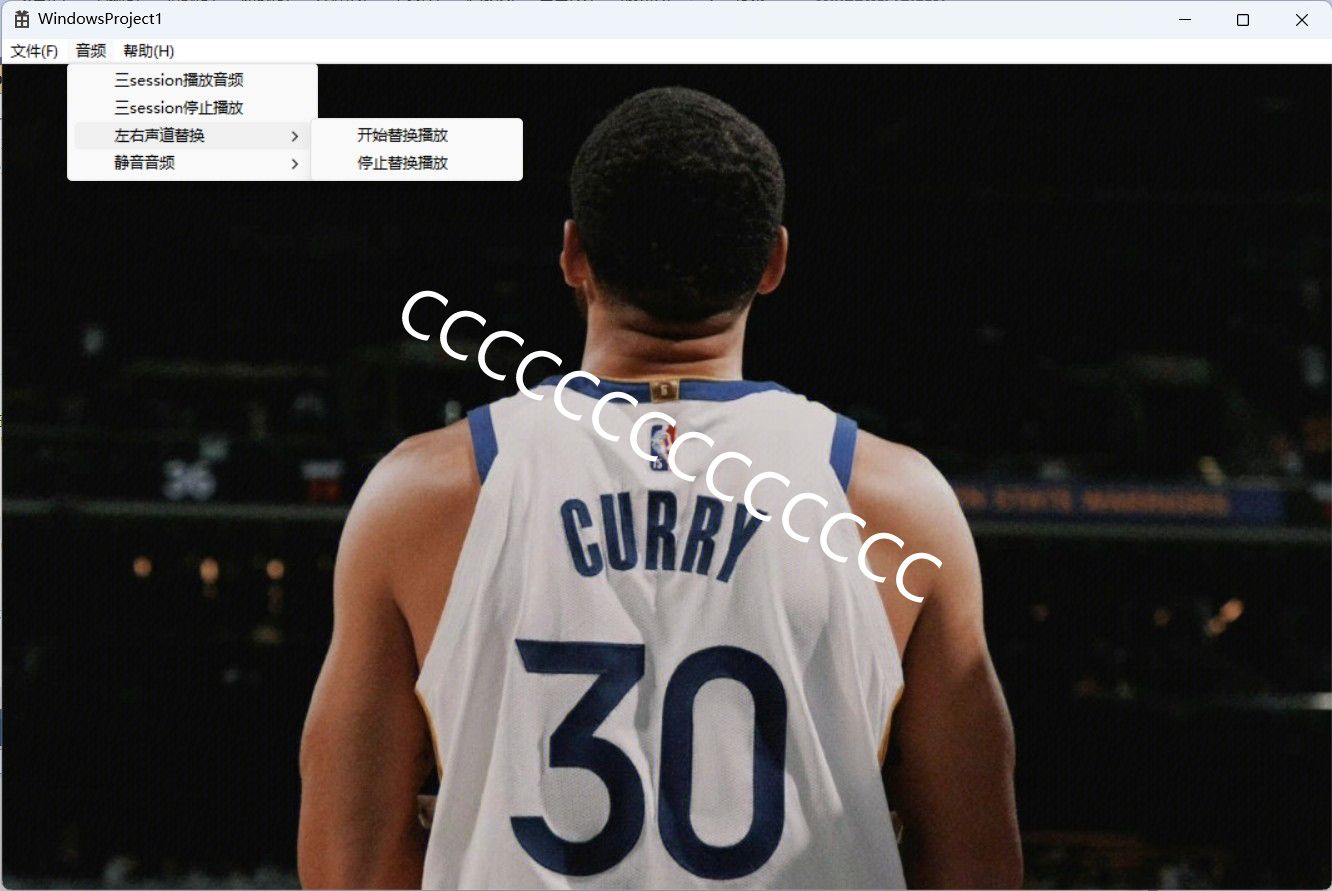 WindowsProject1
文件(F) 音频 帮助(H)
三session播放音频
三session停止播放
左右声道替换
静音音频
开始替换播放
停止替换播放
CCCCCCCCCCCCCC
CURRY
30